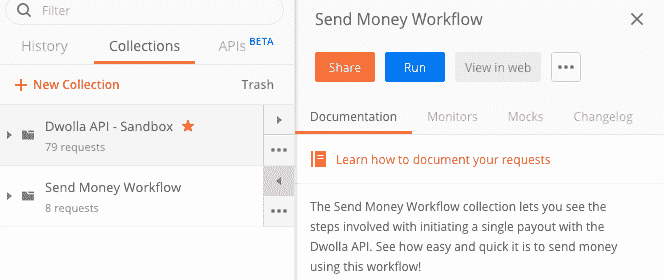 Filter
History
Collections
APIs BETA
+ New Collection
Trash
Dwolla API - Sandbox
79 requests
Send Money Workflow
8 requests
Send Money Workflow
Share
Run
View in web
Documentation
Monitors
Mocks
Changelog
Learn how to document your requests
The Send Money Workflow collection lets you see the
steps involved with initiating a single payout with the
Dwolla API. See how easy and quick it is to send money
using this workflow!